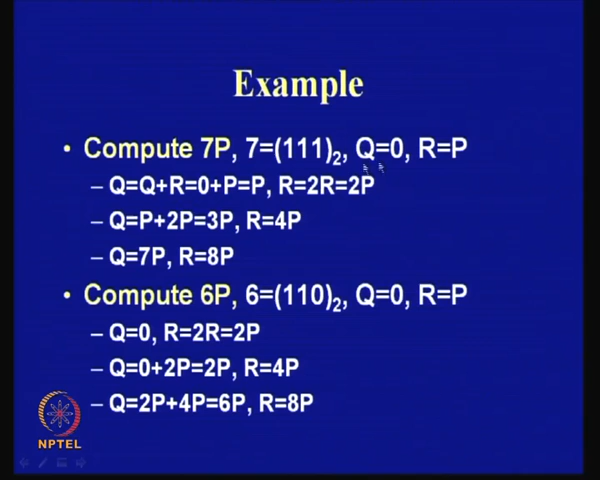 Example
• Compute 7P, 7=(111)₂, Q=0, R=P
– Q=Q+R=0+P=P, R=2R=2P
– Q=P+2P=3P, R=4P
– Q=7P, R=8P
• Compute 6P, 6=(110)₂, Q=0, R=P
– Q=0, R=2R=2P
– Q=0+2P=2P, R=4P
– Q=2P+4P=6P, R=8P
NPTEL